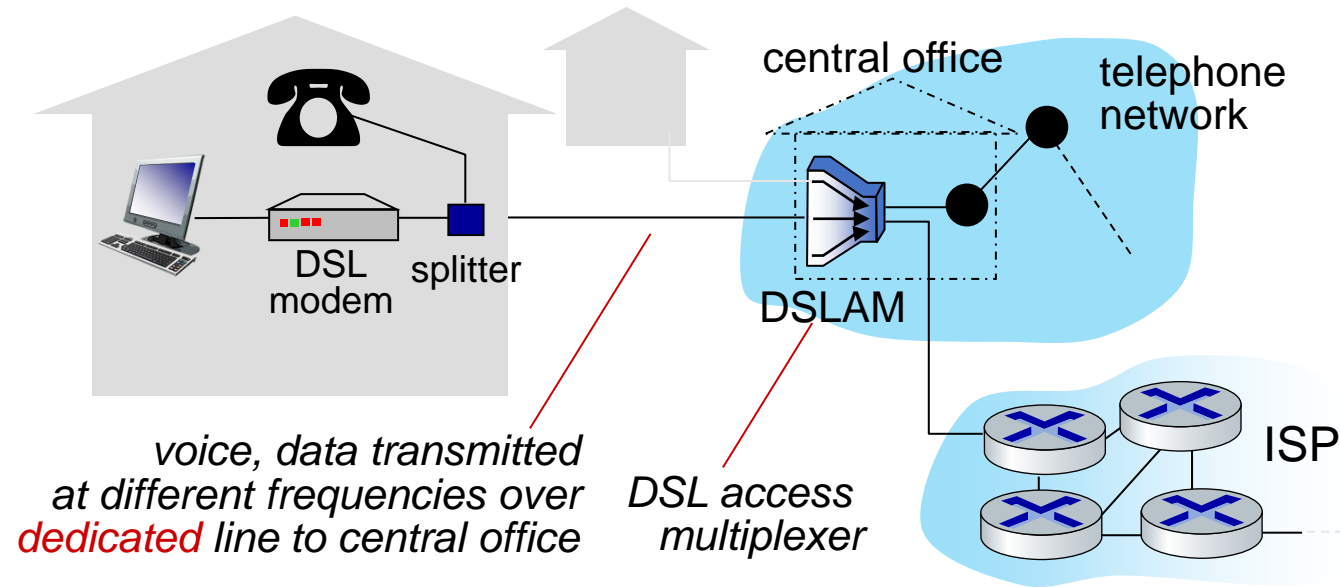 central office
telephone
network
DSL
modem
splitter
DSLAM
ISP
voice, data transmitted
at different frequencies over
dedicated line to central office
DSL access
multiplexer